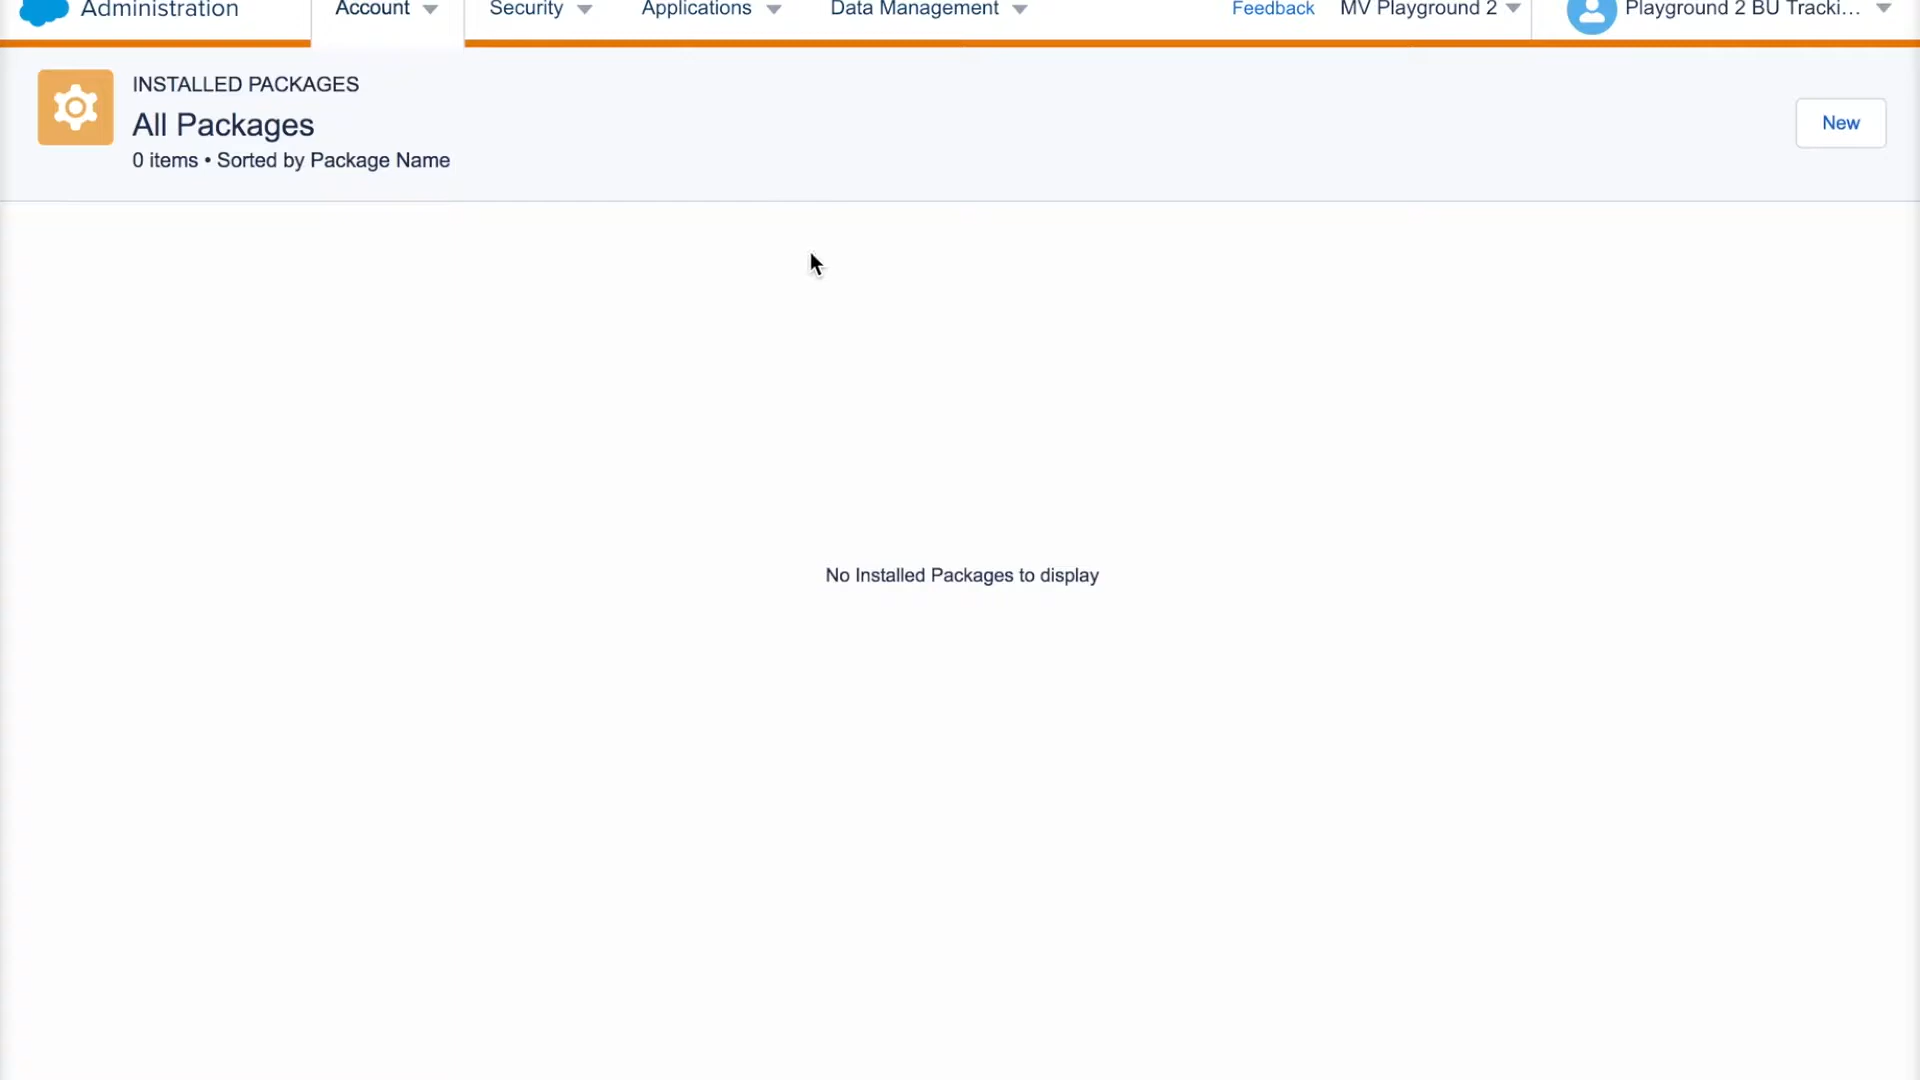 Administration
Account
Security
Applications
Data Management
Feedback
MV Playground 2
Playground 2 BU Tracki...
INSTALLED PACKAGES
All Packages
0 items • Sorted by Package Name
New
No Installed Packages to display